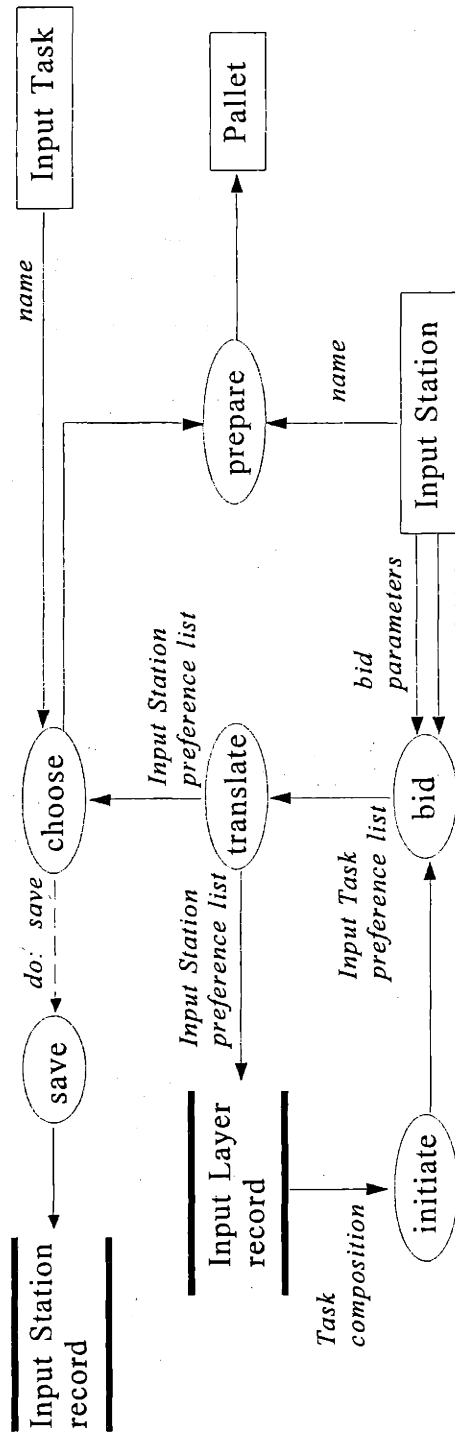 Input Station
record
save
do: save
choose
name
Input Task
Input Layer
record
Input Station
preference list
translate
Input Station
preference list
prepare
Pallet
Task
composition
initiate
Input Task
preference list
bid
bid
parameters
Input Station
name